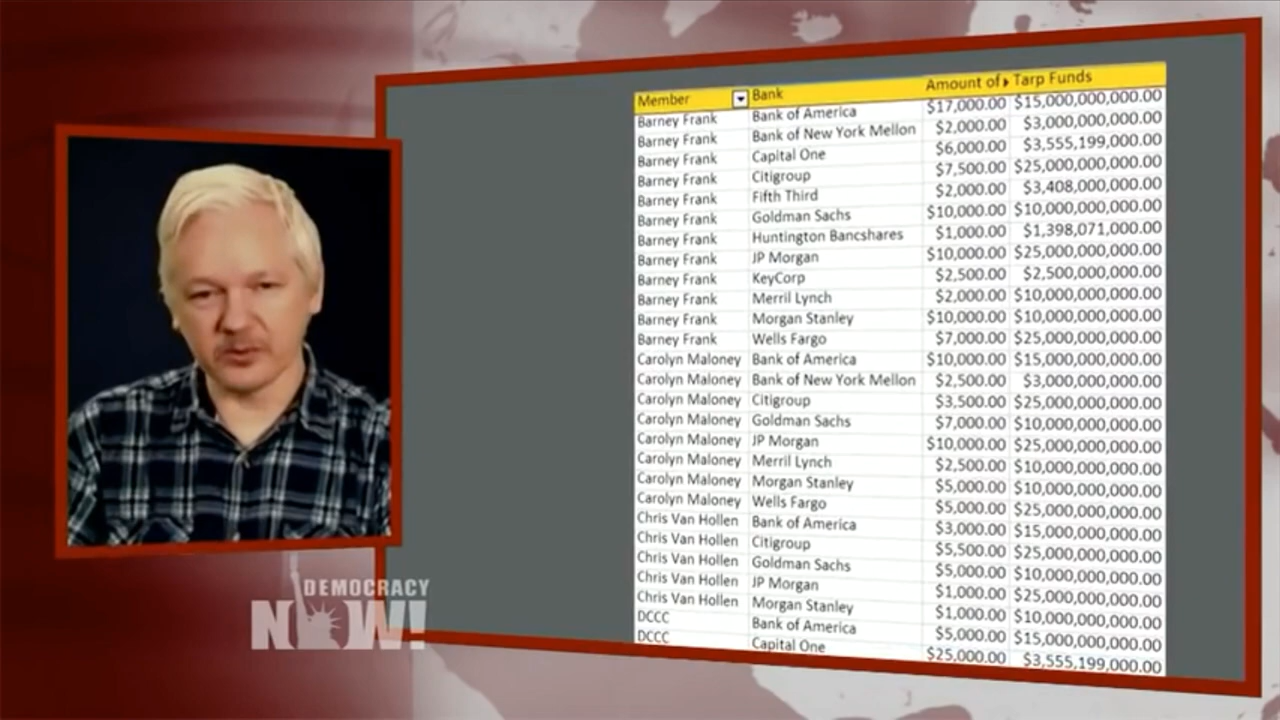 Member Bank Amount of Tarp Funds
Barney Frank Bank of America $17,000.00 $15,000,000,000.00
Barney Frank Bank of New York Mellon $2,000.00 $3,000,000,000.00
Barney Frank Capital One $6,000.00 $3,555,199,000.00
Barney Frank Citigroup $7,500.00 $25,000,000,000.00
Barney Frank Fifth Third $2,000.00 $3,408,000,000.00
Barney Frank Goldman Sachs $10,000.00 $10,000,000,000.00
Barney Frank Huntington Bancshares $1,000.00 $1,398,071,000.00
Barney Frank JP Morgan $10,000.00 $25,000,000,000.00
Barney Frank KeyCorp $2,500.00 $2,500,000,000.00
Barney Frank Merril Lynch $2,000.00 $10,000,000,000.00
Barney Frank Morgan Stanley $10,000.00 $10,000,000,000.00
Barney Frank Wells Fargo $7,000.00 $25,000,000,000.00
Carolyn Maloney Bank of America $10,000.00 $15,000,000,000.00
Carolyn Maloney Bank of New York Mellon $2,500.00 $3,000,000,000.00
Carolyn Maloney Citigroup $3,500.00 $25,000,000,000.00
Carolyn Maloney Goldman Sachs $7,000.00 $10,000,000,000.00
Carolyn Maloney JP Morgan $10,000.00 $25,000,000,000.00
Carolyn Maloney Merril Lynch $2,500.00 $10,000,000,000.00
Carolyn Maloney Morgan Stanley $5,000.00 $10,000,000,000.00
Carolyn Maloney Wells Fargo $5,000.00 $25,000,000,000.00
Chris Van Hollen Bank of America $3,000.00 $15,000,000,000.00
Chris Van Hollen Citigroup $5,500.00 $25,000,000,000.00
Chris Van Hollen Goldman Sachs $5,000.00 $10,000,000,000.00
Chris Van Hollen JP Morgan $1,000.00 $25,000,000,000.00
Chris Van Hollen Morgan Stanley $1,000.00 $10,000,000,000.00
DCCC Bank of America $5,000.00 $15,000,000,000.00
DCCC Capital One $25,000.00 $3,555,199,000.00
DEMOCRACY
NOW!